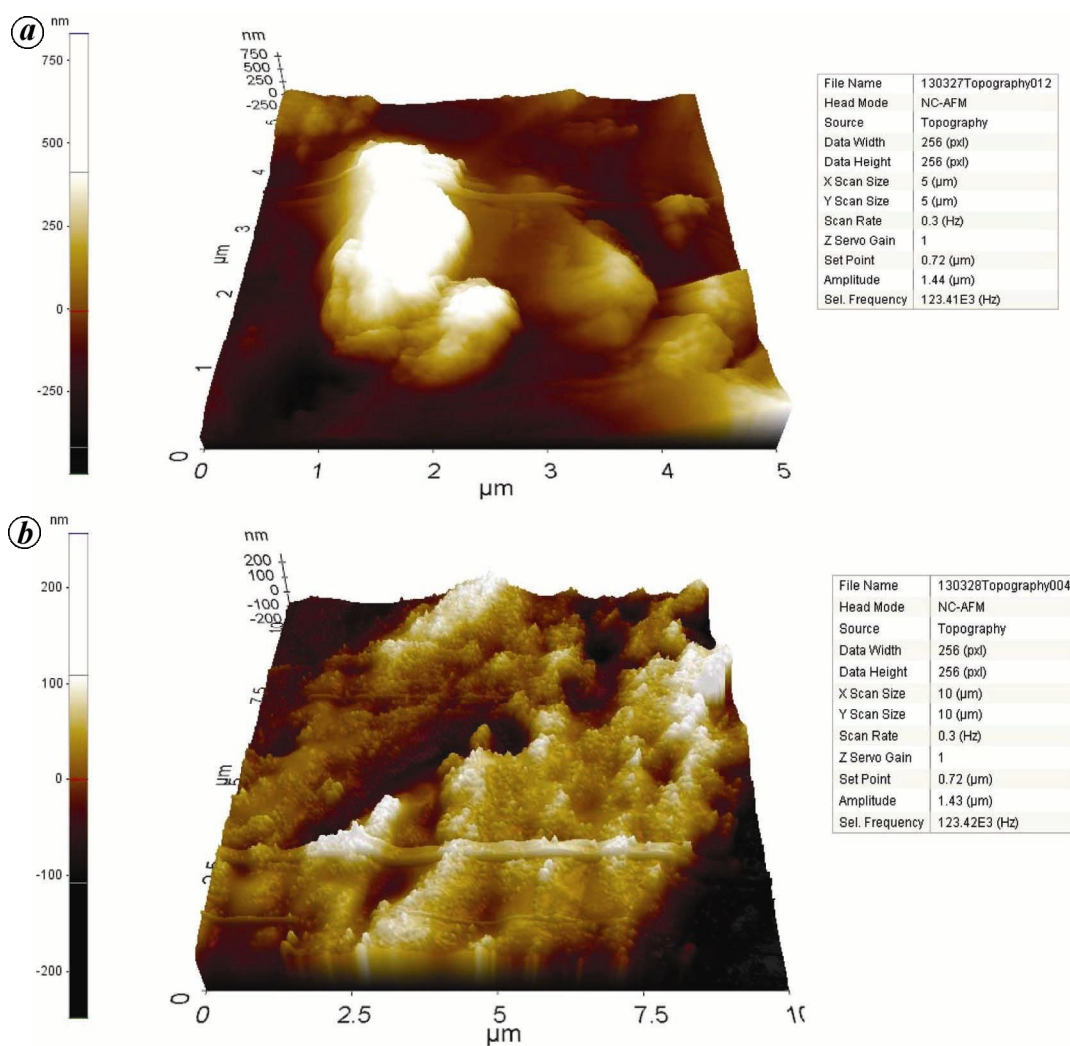 a
nm
750
500
250
0
-250
nm
750
500
250
0
-250
4
3
2
1
0
µm
0 1 2 3 4 5
µm
File Name 130327Topography012
Head Mode NC-AFM
Source Topography
Data Width 256 (pxl)
Data Height 256 (pxl)
X Scan Size 5 (µm)
Y Scan Size 5 (µm)
Scan Rate 0.3 (Hz)
Z Servo Gain 1
Set Point 0.72 (µm)
Amplitude 1.44 (µm)
Sel. Frequency 123.41E3 (Hz)
b
nm
200
100
0
-100
-200
nm
200
100
0
-100
-200
7.5
2.5
0
µm
0 2.5 5 7.5 10
µm
File Name 130328Topography004
Head Mode NC-AFM
Source Topography
Data Width 256 (pxl)
Data Height 256 (pxl)
X Scan Size 10 (µm)
Y Scan Size 10 (µm)
Scan Rate 0.3 (Hz)
Z Servo Gain 1
Set Point 0.72 (µm)
Amplitude 1.43 (µm)
Sel. Frequency 123.42E3 (Hz)